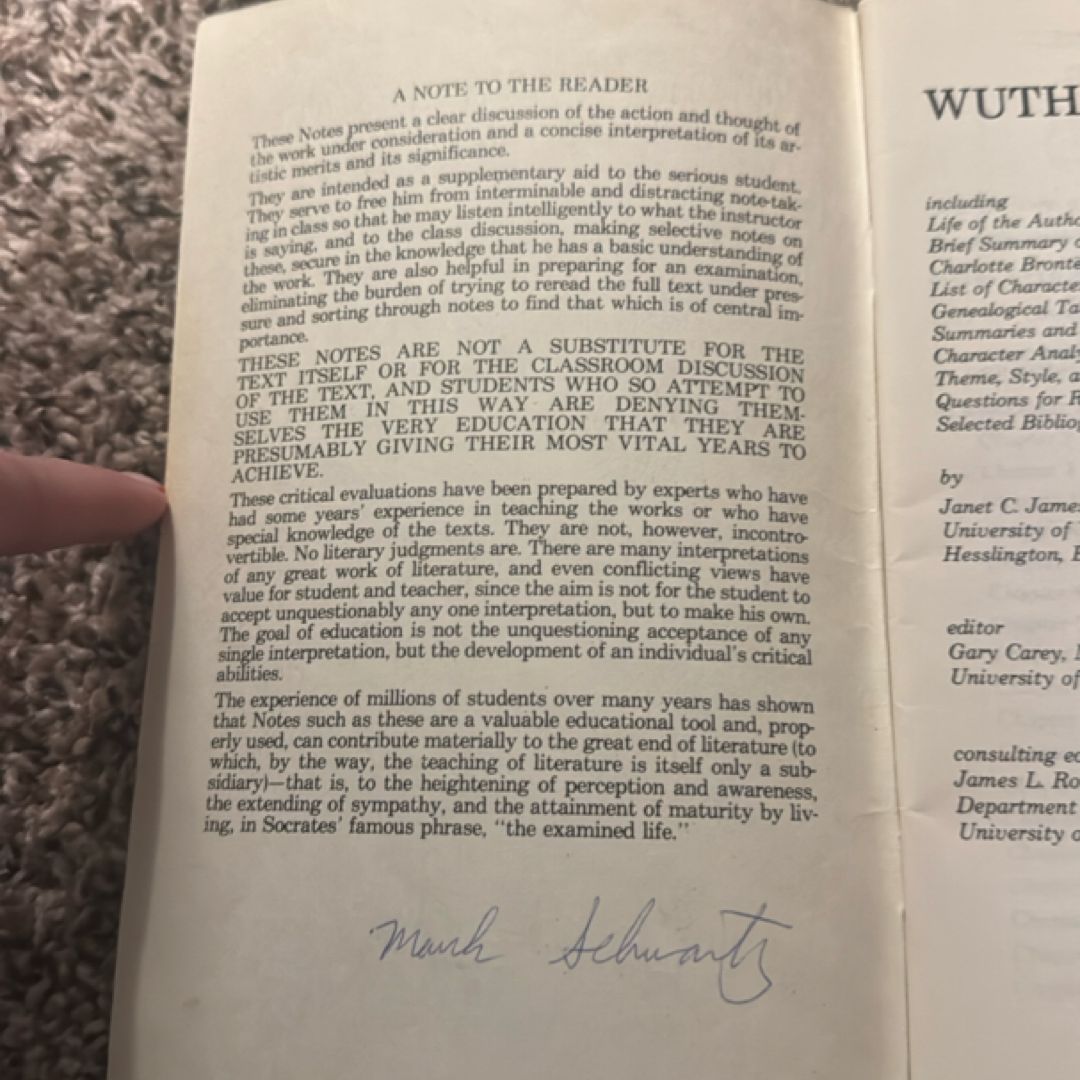 A NOTE TO THE READER
These Notes present a clear discussion of the action and thought of
the work under consideration and a concise interpretation of its ar-
tistic merits and its significance.
They are intended as a supplementary aid to the serious student.
They serve to free him from interminable and distracting note-tak-
ing in class so that he may listen intelligently to what the instructor
is saying, and to the class discussion, making selective notes on
these, secure in the knowledge that he has a basic understanding of
the work. They are also helpful in preparing for an examination,
eliminating the burden of trying to reread the full text under pres-
sure and sorting through notes to find that which is of central im-
portance.
THESE NOTES ARE NOT A SUBSTITUTE FOR THE
TEXT ITSELF OR FOR THE CLASSROOM DISCUSSION
OF THE TEXT, AND STUDENTS WHO SO ATTEMPT TO
USE THEM IN THIS WAY ARE DENYING THEM-
SELVES THE VERY EDUCATION THAT THEY ARE
PRESUMABLY GIVING THEIR MOST VITAL YEARS TO
ACHIEVE.
These critical evaluations have been prepared by experts who have
had some years' experience in teaching the works or who have
special knowledge of the texts. They are not, however, incontro-
vertible. No literary judgments are. There are many interpretations
of any great work of literature, and even conflicting views have
value for student and teacher, since the aim is not for the student to
accept unquestionably any one interpretation, but to make his own.
The goal of education is not the unquestioning acceptance of any
single interpretation, but the development of an individual's critical
abilities.
The experience of millions of students over many years has shown
that Notes such as these are a valuable educational tool and, prop-
erly used, can contribute materially to the great end of literature (to
which, by the way, the teaching of literature is itself only a sub-
sidiary)—that is, to the heightening of perception and awareness,
the extending of sympathy, and the attainment of maturity by liv-
ing, in Socrates' famous phrase, "the examined life."
Mark Schwartz
WUTH
including
Life of the Autho
Brief Summary
Charlotte Brontë
List of Characte
Genealogical Ta
Summaries and
Character Analy
Theme, Style, a
Questions for R
Selected Bibliog
by
Janet C. James
University of
Hesslington, E
editor
Gary Carey,
University of
consulting ed
James L. Ro
Department
University o